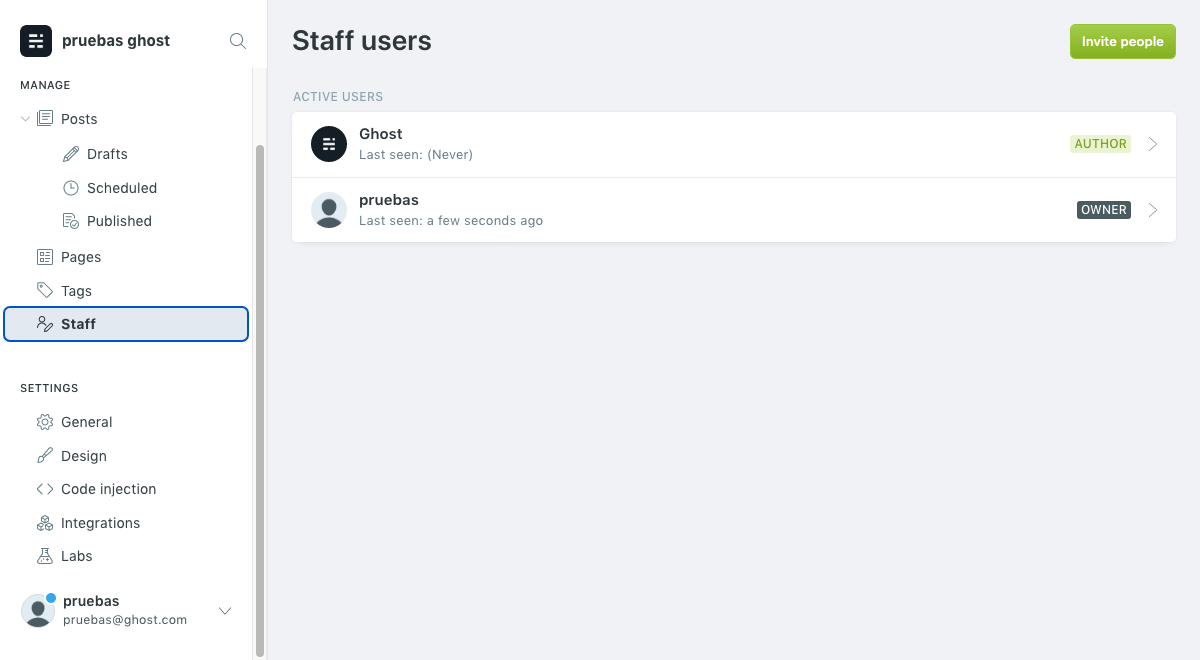 pruebas ghost
MANAGE
Posts
Drafts
Scheduled
Published
Pages
Tags
Staff
SETTINGS
General
Design
Code injection
Integrations
Labs
pruebas
pruebas@ghost.com
Staff users
Invite people
ACTIVE USERS
Ghost
Last seen: (Never)
AUTHOR
pruebas
Last seen: a few seconds ago
OWNER